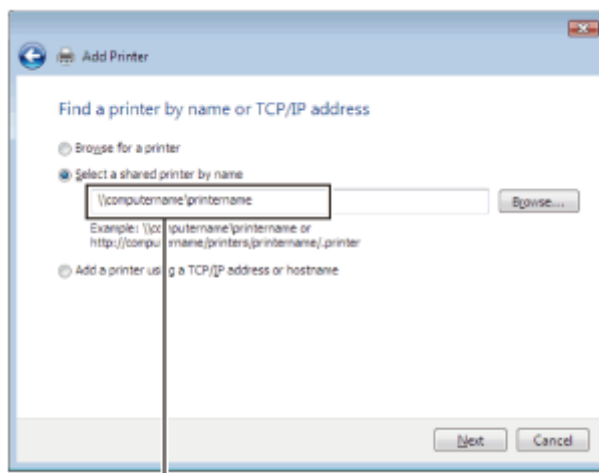 Add Printer
Find a printer by name or TCP/IP address
Browse for a printer
Select a shared printer by name
\\computername\printername
Browse...
Example: \\computername\printername or
http://computername/printers/printername/.printer
Add a printer using a TCP/IP address or hostname
Next
Cancel